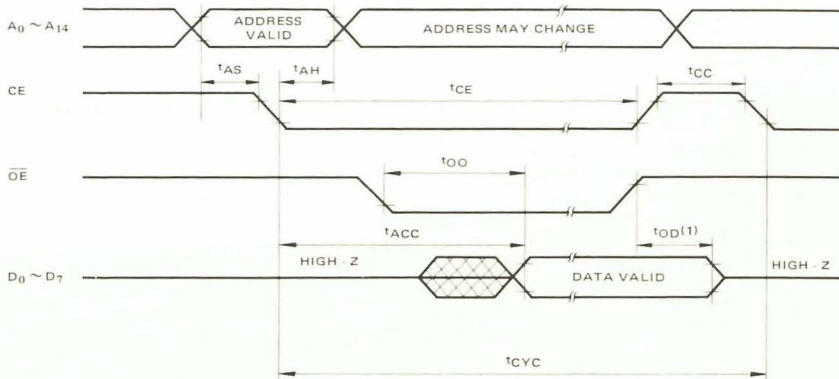 A₀ ~ A₁₄ ADDRESS VALID ADDRESS MAY CHANGE
tAS tAH tCC
CE tCE
tOO
O̅E̅
tACC tOD(1)
HIGH - Z HIGH - Z
D₀ ~ D₇ DATA VALID
tCYC